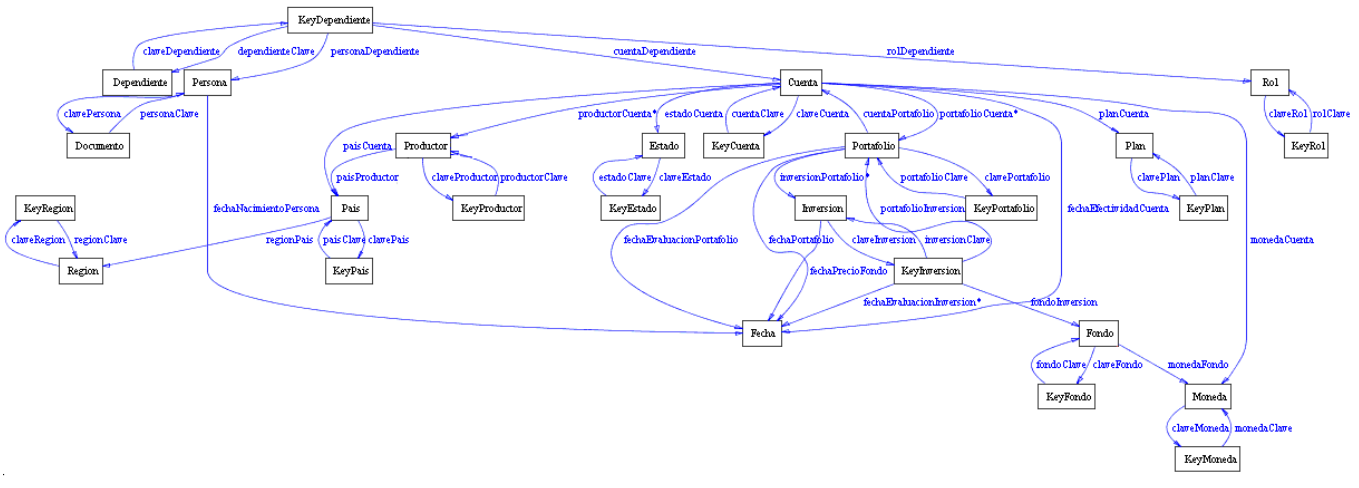 KeyDependiente
claveDependiente
dependienteClave
personaDependiente
cuentaDependiente
rolDependiente
Dependiente
Persona
Cuenta
Rol
clavePersona
personaClave
productorCuenta*
estadoCuenta
cuentaClave
claveCuenta
cuentaPortafolio
portafolioCuenta*
planCuenta
claveRol
rolClave
Documento
paisCuenta
Productor
Estado
KeyCuenta
Portafolio
Plan
KeyRol
paisProductor
claveProductor
productorClave
estadoClave
claveEstado
inversionPortafolio*
portafolioClave
clavePortafolio
clavePlan
planClave
KeyRegion
fechaNacimientoPersona
Pais
KeyProductor
KeyEstado
Inversion
portafolioInversion
KeyPortafolio
fechaEfectividadCuenta
KeyPlan
claveRegion
regionClave
regionPais
paisClave
clavePais
fechaEvaluacionPortafolio
fechaPortafolio
claveInversion
inversionClave
monedaCuenta
Region
KeyPais
fechaPrecioFondo
KeyInversion
fechaEvaluacionInversion*
fondoInversion
Fecha
Fondo
fondoClave
claveFondo
monedaFondo
KeyFondo
Moneda
claveMoneda
monedaClave
KeyMoneda